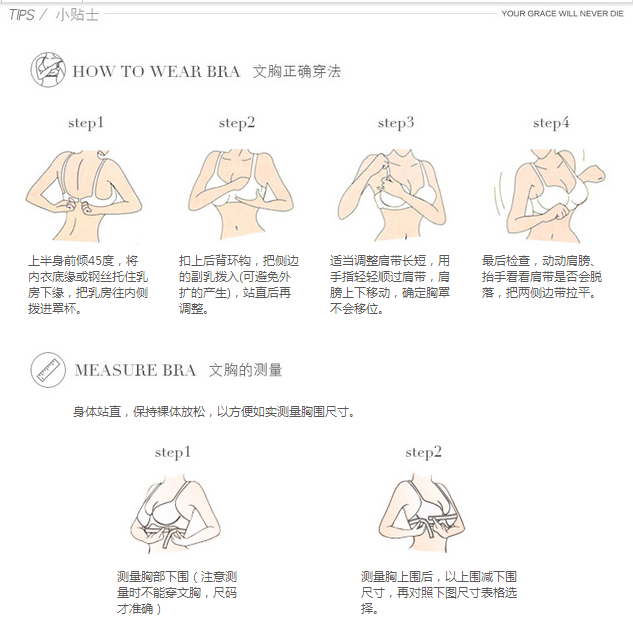 TIPS / 小贴士
YOUR GRACE WILL NEVER DIE
HOW TO WEAR BRA 文胸正确穿法
step1
step2
step3
step4
上半身前倾45度，将
内衣底缘或钢丝托住乳
房下缘，把乳房往内侧
拨进罩杯。
扣上后背环钩，把侧边
的副乳拨入(可避免外
扩的产生)，站直后再
调整。
适当调整肩带长短，用
手指轻轻顺过肩带，肩
膀上下移动，确定胸罩
不会移位。
最后检查，动动肩膀、
抬手看看肩带是否会脱
落，把两侧边带拉平。
MEASURE BRA 文胸的测量
身体站直，保持裸体放松，以方便如实测量胸围尺寸。
step1
step2
测量胸部下围（注意测
量时不能穿文胸，尺码
才准确）
测量胸上围后，以上围减下围
尺寸，再对照下图尺寸表格选
择。